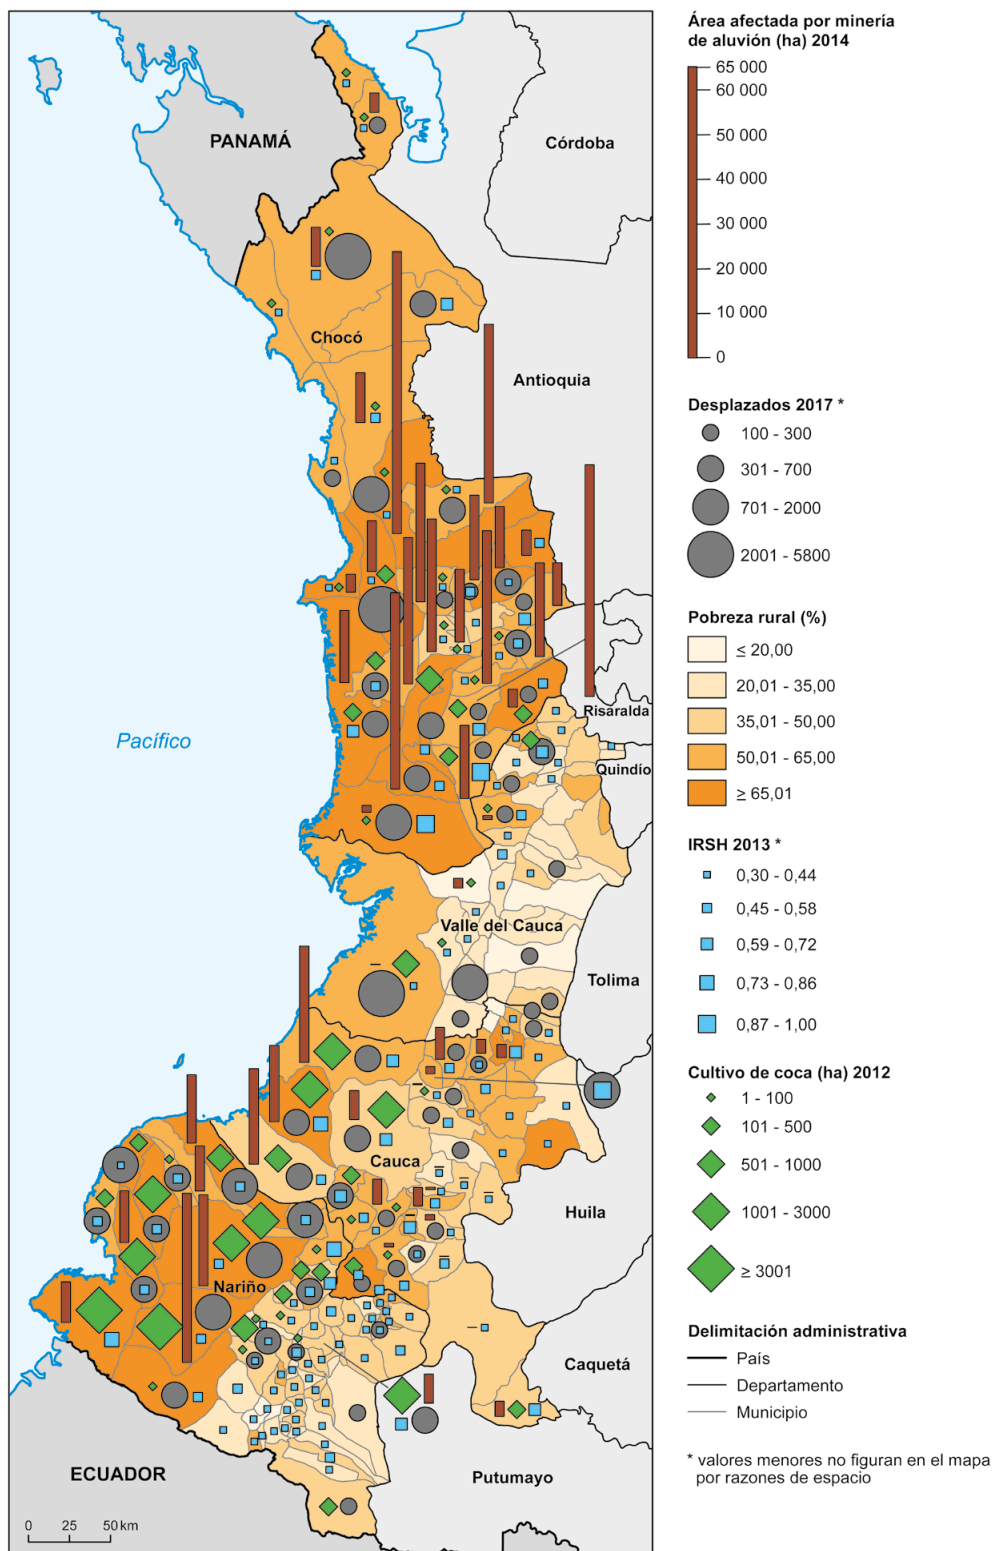 PANAMÁ
Córdoba
Chocó
Antioquia
Pacífico
Risaralda
Quindío
Valle del Cauca
Tolima
Cauca
Huila
Nariño
Caquetá
ECUADOR
Putumayo
0 25 50 km
Área afectada por minería
de aluvión (ha) 2014
65 000
60 000
50 000
40 000
30 000
20 000
10 000
0
Desplazados 2017 *
100 - 300
301 - 700
701 - 2000
2001 - 5800
Pobreza rural (%)
≤ 20,00
20,01 - 35,00
35,01 - 50,00
50,01 - 65,00
≥ 65,01
IRSH 2013 *
0,30 - 0,44
0,45 - 0,58
0,59 - 0,72
0,73 - 0,86
0,87 - 1,00
Cultivo de coca (ha) 2012
1 - 100
101 - 500
501 - 1000
1001 - 3000
≥ 3001
Delimitación administrativa
País
Departamento
Municipio
* valores menores no figuran en el mapa
por razones de espacio